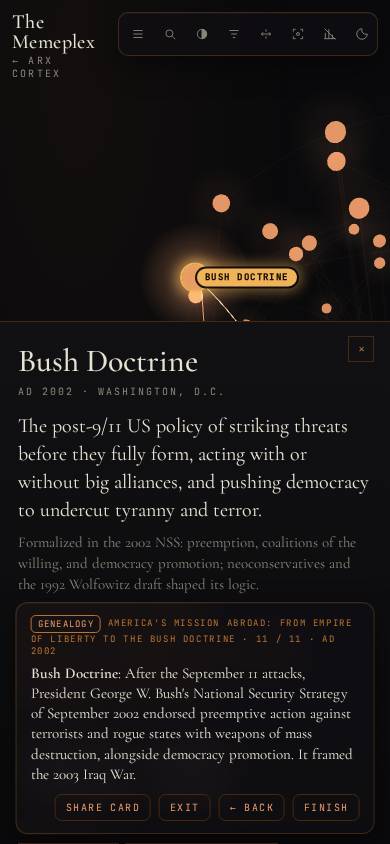 The
Memeplex
← ARX
CORTEX
BUSH DOCTRINE
Bush Doctrine
×
AD 2002 · WASHINGTON, D.C.
The post-9/11 US policy of striking threats
before they fully form, acting with or
without big alliances, and pushing democracy
to undercut tyranny and terror.
Formalized in the 2002 NSS: preemption, coalitions of the
willing, and democracy promotion; neoconservatives and
the 1992 Wolfowitz draft shaped its logic.
GENEALOGY AMERICA'S MISSION ABROAD: FROM EMPIRE
OF LIBERTY TO THE BUSH DOCTRINE · 11 / 11 · AD
2002
Bush Doctrine: After the September 11 attacks,
President George W. Bush's National Security Strategy
of September 2002 endorsed preemptive action against
terrorists and rogue states with weapons of mass
destruction, alongside democracy promotion. It framed
the 2003 Iraq War.
SHARE CARD EXIT ← BACK FINISH